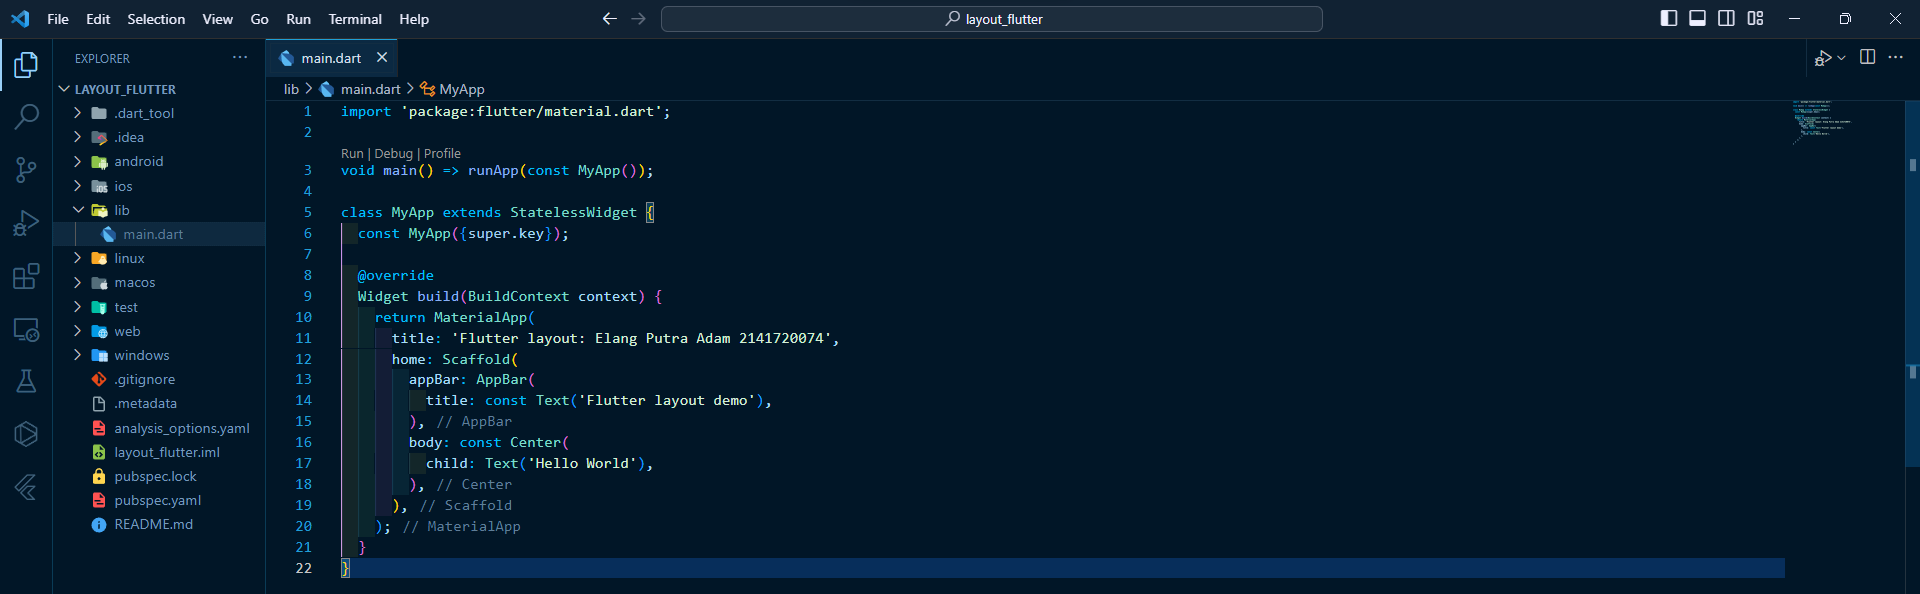 File Edit Selection View Go Run Terminal Help layout_flutter
EXPLORER
LAYOUT_FLUTTER
.dart_tool
.idea
android
ios
lib
main.dart
linux
macos
test
web
windows
.gitignore
.metadata
analysis_options.yaml
layout_flutter.iml
pubspec.lock
pubspec.yaml
README.md
main.dart
lib > main.dart > MyApp
1 import 'package:flutter/material.dart';
2
Run | Debug | Profile
3 void main() => runApp(const MyApp());
4
5 class MyApp extends StatelessWidget {
6   const MyApp({super.key});
7
8   @override
9   Widget build(BuildContext context) {
10     return MaterialApp(
11       title: 'Flutter layout: Elang Putra Adam 2141720074',
12       home: Scaffold(
13         appBar: AppBar(
14           title: const Text('Flutter layout demo'),
15         ), // AppBar
16         body: const Center(
17           child: Text('Hello World'),
18         ), // Center
19       ), // Scaffold
20     ); // MaterialApp
21   }
22 }